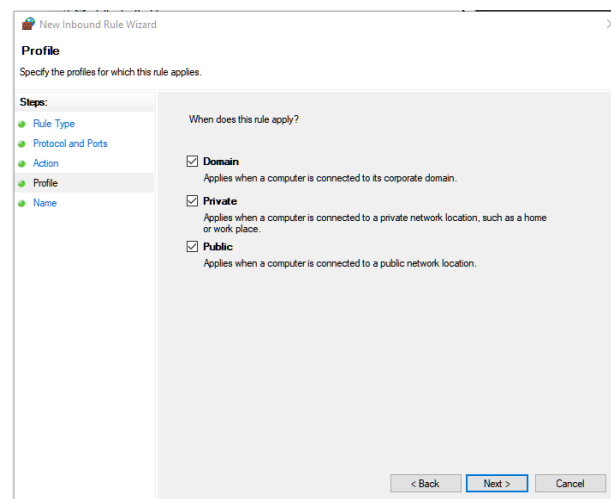 New Inbound Rule Wizard
Profile
Specify the profiles for which this rule applies.
Steps:
Rule Type
Protocol and Ports
Action
Profile
Name
When does this rule apply?
Domain
Applies when a computer is connected to its corporate domain.
Private
Applies when a computer is connected to a private network location, such as a home
or work place.
Public
Applies when a computer is connected to a public network location.
< Back
Next >
Cancel